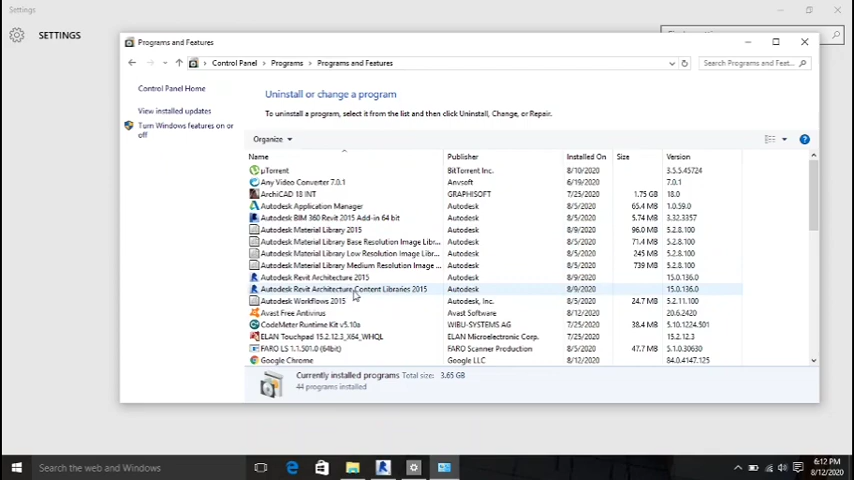 Settings
SETTINGS
Programs and Features
Control Panel > Programs > Programs and Features
Search Programs and Feat...
Control Panel Home
View installed updates
Turn Windows features on or off
Uninstall or change a program
To uninstall a program, select it from the list and then click Uninstall, Change, or Repair.
Organize
Name Publisher Installed On Size Version
µTorrent BitTorrent Inc. 8/10/2020 3.5.5.45724
Any Video Converter 7.0.1 Anvsoft 6/19/2020 7.0.1
ArchiCAD 18 INT GRAPHISOFT 7/25/2020 1.75 GB 18.0
Autodesk Application Manager Autodesk 8/5/2020 65.4 MB 1.0.59.0
Autodesk BIM 360 Revit 2015 Add-in 64 bit Autodesk 8/5/2020 5.74 MB 3.32.3357
Autodesk Material Library 2015 Autodesk 8/9/2020 96.0 MB 5.2.8.100
Autodesk Material Library Base Resolution Image Libr... Autodesk 8/5/2020 71.4 MB 5.2.8.100
Autodesk Material Library Low Resolution Image Libr... Autodesk 8/5/2020 245 MB 5.2.8.100
Autodesk Material Library Medium Resolution Image ... Autodesk 8/5/2020 739 MB 5.2.8.100
Autodesk Revit Architecture 2015 Autodesk 8/9/2020 15.0.136.0
Autodesk Revit Architecture Content Libraries 2015 Autodesk 8/9/2020 15.0.136.0
Autodesk Workflows 2015 Autodesk, Inc. 8/5/2020 24.7 MB 5.2.11.100
Avast Free Antivirus Avast Software 8/12/2020 20.6.2420
CodeMeter Runtime Kit v5.10a WIBU-SYSTEMS AG 7/25/2020 38.4 MB 5.10.1224.501
ELAN Touchpad 15.2.12.3_X64_WHQL ELAN Microelectronic Corp. 7/25/2020 15.2.12.3
FARO LS 1.1.501.0 (64bit) FARO Scanner Production 8/5/2020 47.7 MB 5.1.0.30630
Google Chrome Google LLC 8/12/2020 84.0.4147.125
Currently installed programs Total size: 3.65 GB
44 programs installed
Search the web and Windows
6:12 PM
8/12/2020